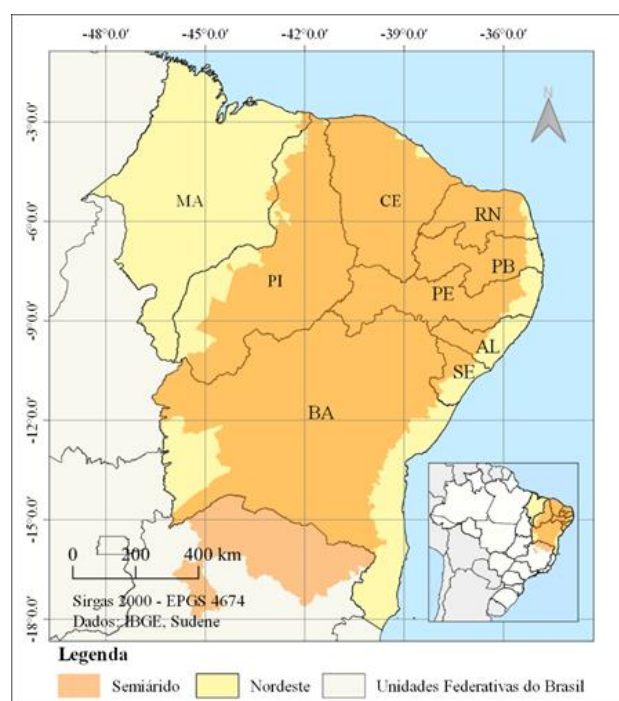 -48°0.0' -45°0.0' -42°0.0' -39°0.0' -36°0.0'
N
-3°0.0'
MA
CE
RN
-6°0.0'
PB
PI
PE
-9°0.0'
AL
SE
BA
-12°0.0'
-15°0.0'
0 200 400 km
Sirgas 2000 - EPGS 4674
Dados: IBGE, Sudene
-18°0.0'
Legenda
Semiárido Nordeste Unidades Federativas do Brasil